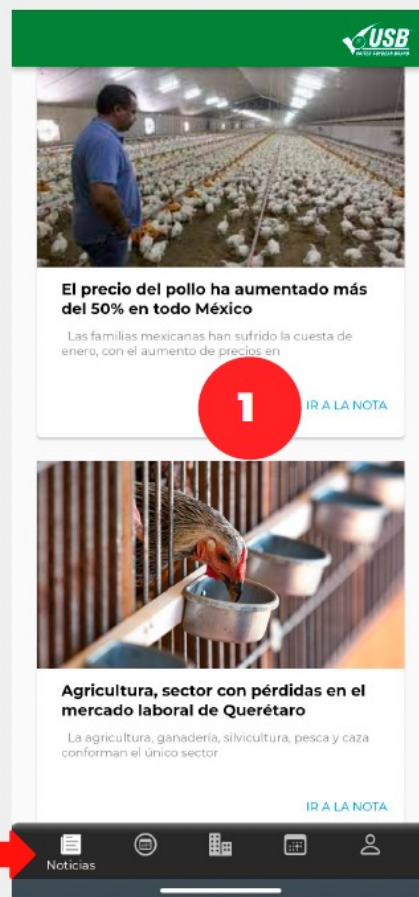 USB
El precio del pollo ha aumentado más
del 50% en todo México
Las familias mexicanas han sufrido la cuesta de
enero, con el aumento de precios en
1
IR A LA NOTA
Agricultura, sector con pérdidas en el
mercado laboral de Querétaro
La agricultura, ganadería, silvicultura, pesca y caza
conforman el único sector
IR A LA NOTA
Noticias